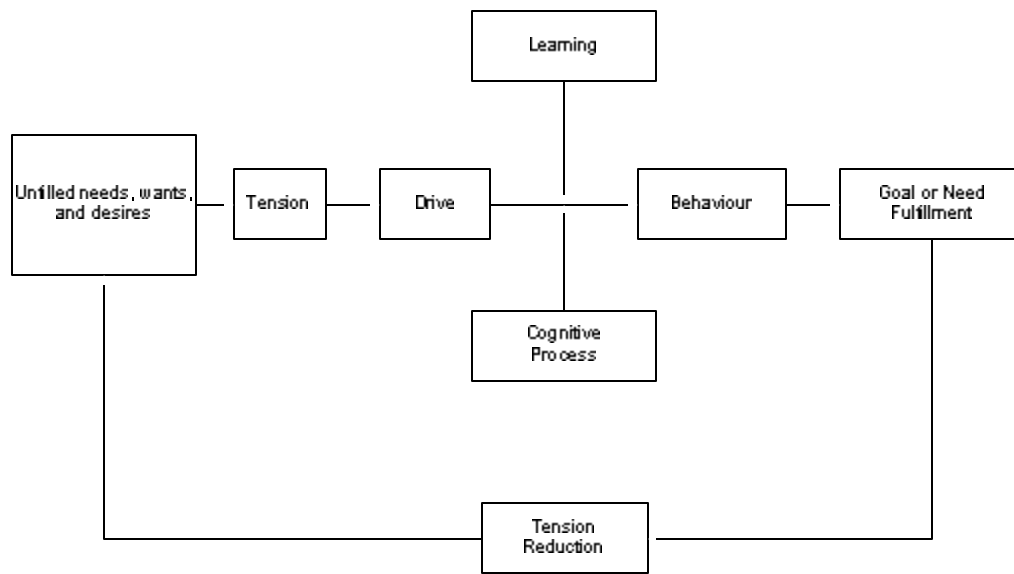 Learning
Unfilled needs, wants,
and desires
Tension
Drive
Behaviour
Goal or Need
Fulfillment
Cognitive
Process
Tension
Reduction